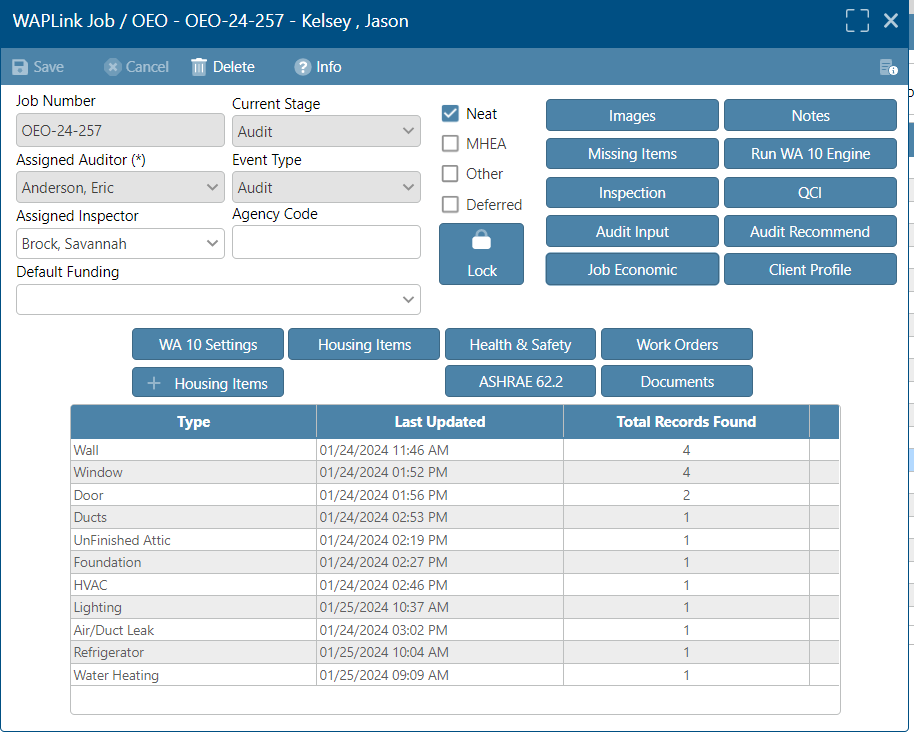 WAPLink Job / OEO - OEO-24-257 - Kelsey , Jason
Save Cancel Delete Info
Job Number
OEO-24-257
Current Stage
Audit
Assigned Auditor (*)
Anderson, Eric
Event Type
Audit
Assigned Inspector
Brock, Savannah
Agency Code
Default Funding
Neat
MHEA
Other
Deferred
Lock
Images Notes
Missing Items Run WA 10 Engine
Inspection QCI
Audit Input Audit Recommend
Job Economic Client Profile
WA 10 Settings Housing Items Health & Safety Work Orders
+ Housing Items ASHRAE 62.2 Documents
Type Last Updated Total Records Found
Wall 01/24/2024 11:46 AM 4
Window 01/24/2024 01:52 PM 4
Door 01/24/2024 01:56 PM 2
Ducts 01/24/2024 02:53 PM 1
UnFinished Attic 01/24/2024 02:19 PM 1
Foundation 01/24/2024 02:27 PM 1
HVAC 01/24/2024 02:46 PM 1
Lighting 01/25/2024 10:37 AM 1
Air/Duct Leak 01/24/2024 03:02 PM 1
Refrigerator 01/25/2024 10:04 AM 1
Water Heating 01/25/2024 09:09 AM 1